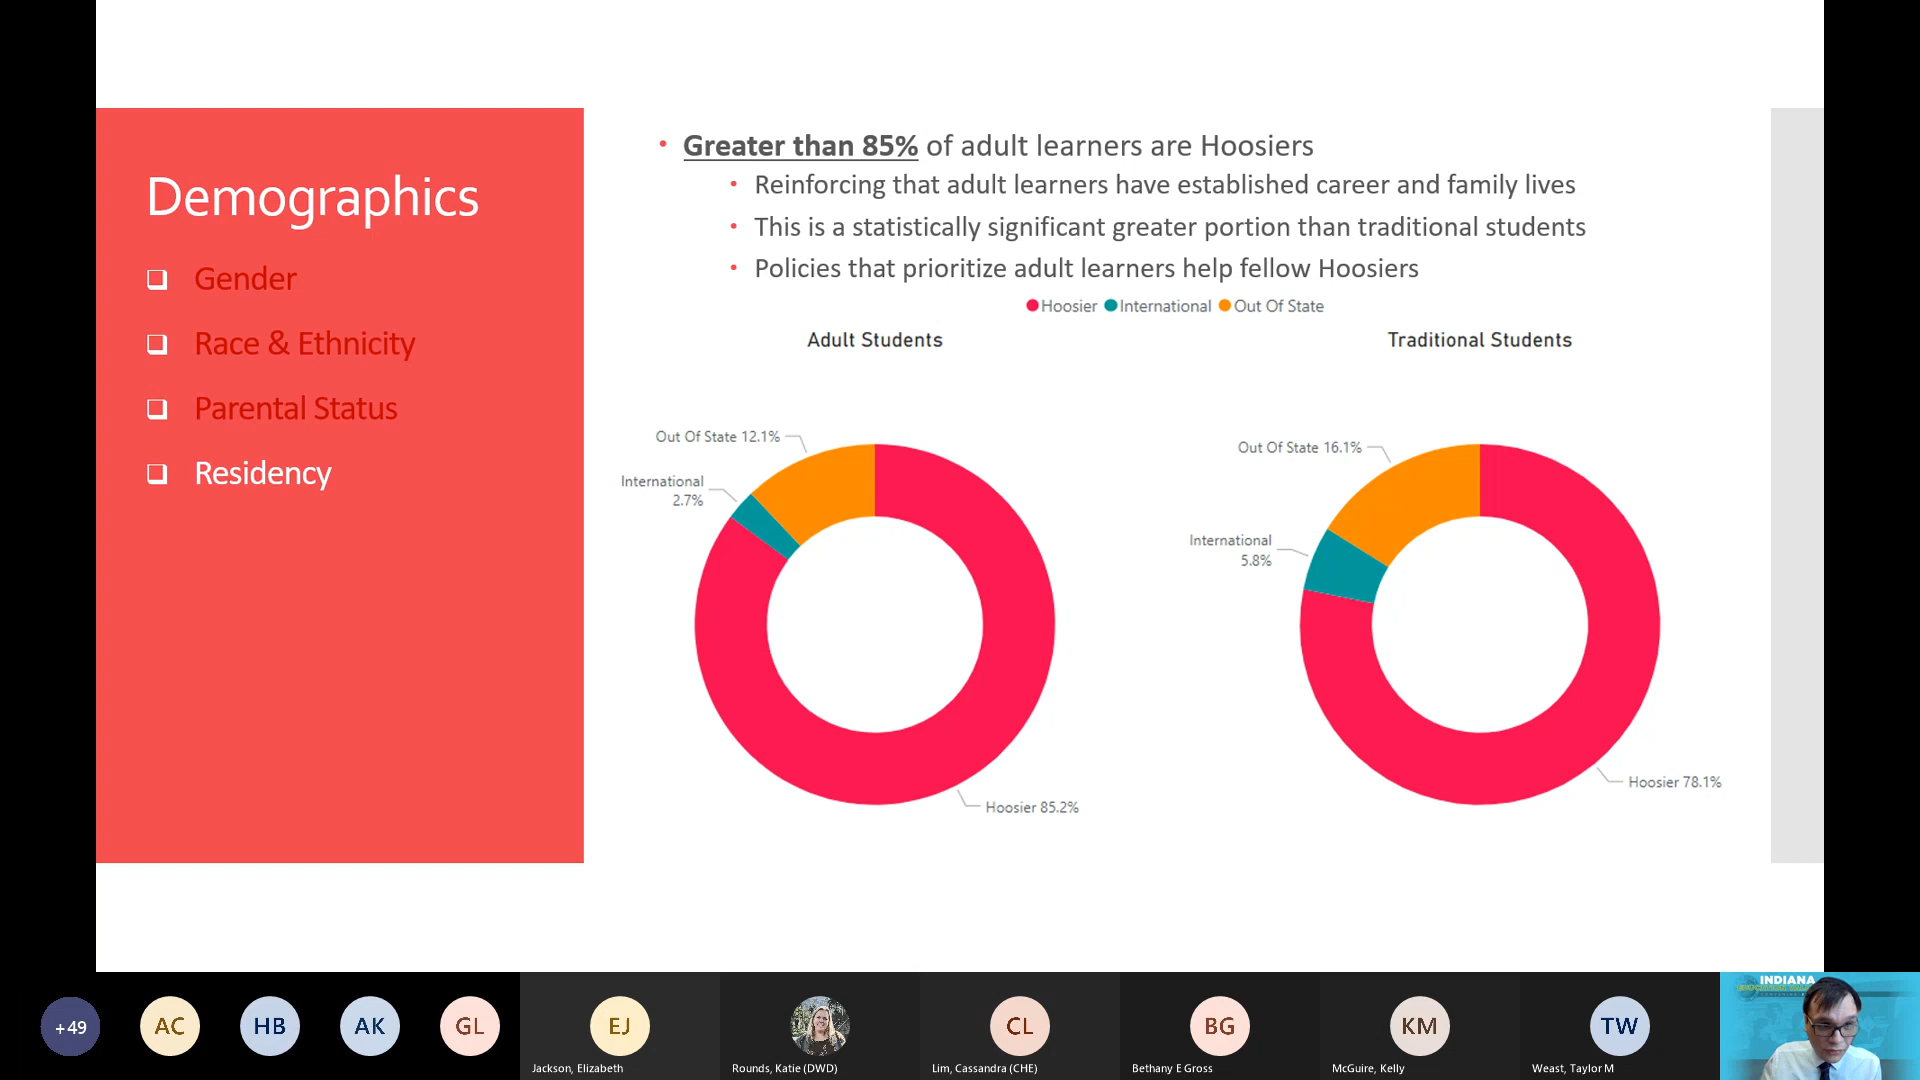 Demographics
Gender
Race & Ethnicity
Parental Status
Residency
Greater than 85% of adult learners are Hoosiers
Reinforcing that adult learners have established career and family lives
This is a statistically significant greater portion than traditional students
Policies that prioritize adult learners help fellow Hoosiers
Hoosier International Out Of State
Adult Students
Out Of State 12.1%
International
2.7%
Hoosier 85.2%
Traditional Students
Out Of State 16.1%
International
5.8%
Hoosier 78.1%
+49
AC
HB
AK
GL
EJ
Jackson, Elizabeth
Rounds, Katie (DWD)
CL
Lim, Cassandra (CHE)
BG
Bethany E Gross
KM
McGuire, Kelly
TW
Weast, Taylor M
INDIANA